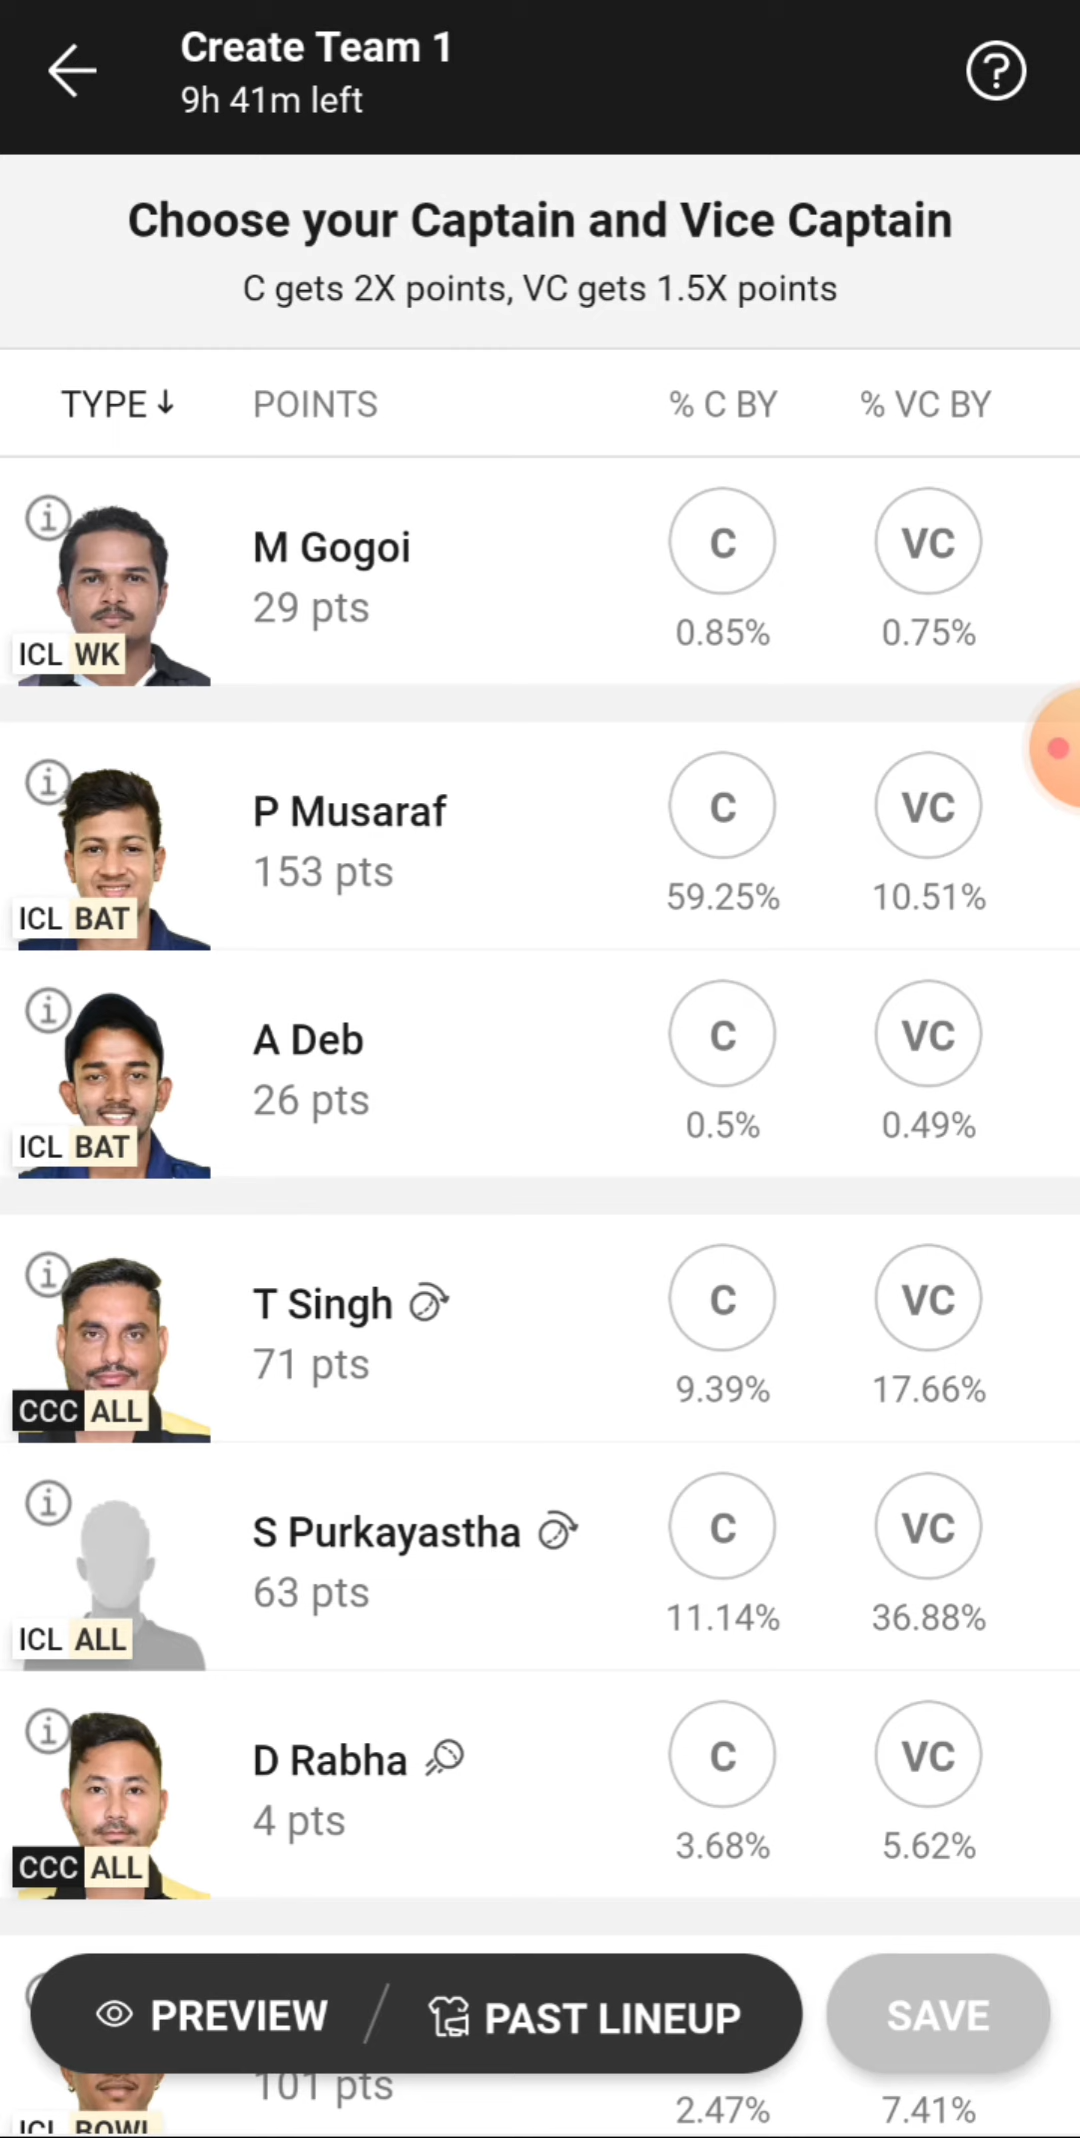 Create Team 1
9h 41m left
Choose your Captain and Vice Captain
C gets 2X points, VC gets 1.5X points
TYPE↓ POINTS % C BY % VC BY
M Gogoi C VC
29 pts 0.85% 0.75%
ICL WK
P Musaraf C VC
153 pts 59.25% 10.51%
ICL BAT
A Deb C VC
26 pts 0.5% 0.49%
ICL BAT
T Singh C VC
71 pts 9.39% 17.66%
CCC ALL
S Purkayastha C VC
63 pts 11.14% 36.88%
ICL ALL
D Rabha C VC
4 pts 3.68% 5.62%
CCC ALL
PREVIEW / PAST LINEUP SAVE
101 pts 2.47% 7.41%
ICL BOWL